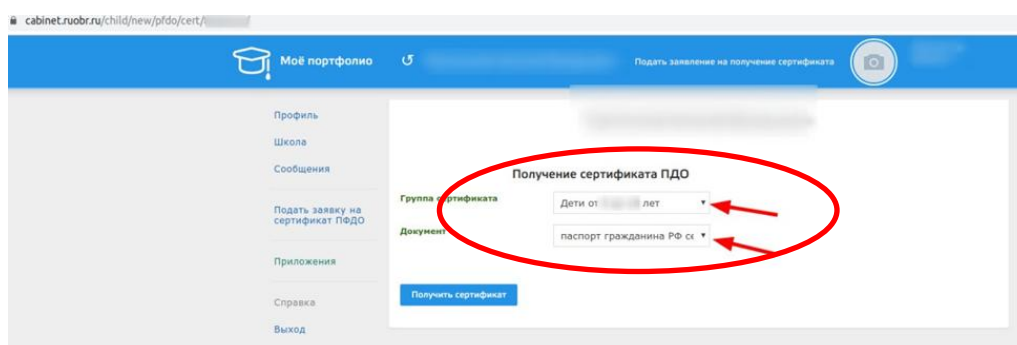 cabinet.ruobr.ru/child/new/pfdo/cert/
Моё портфолио
Подать заявление на получение сертификата
Профиль
Школа
Сообщения
Подать заявку на
сертификат ПФДО
Приложения
Справка
Выход
Получение сертификата ПДО
Группа сертификата
Дети от лет
Документ
паспорт гражданина РФ се
Получить сертификат